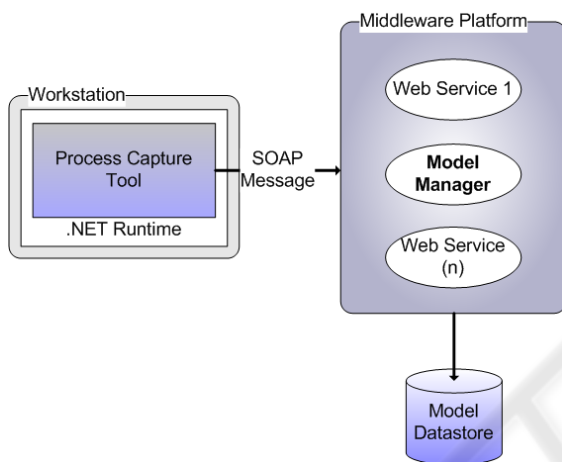 Middleware Platform
Workstation
Web Service 1
Process Capture
Tool
SOAP
Message
Model
Manager
.NET Runtime
Web Service
(n)
Model
Datastore